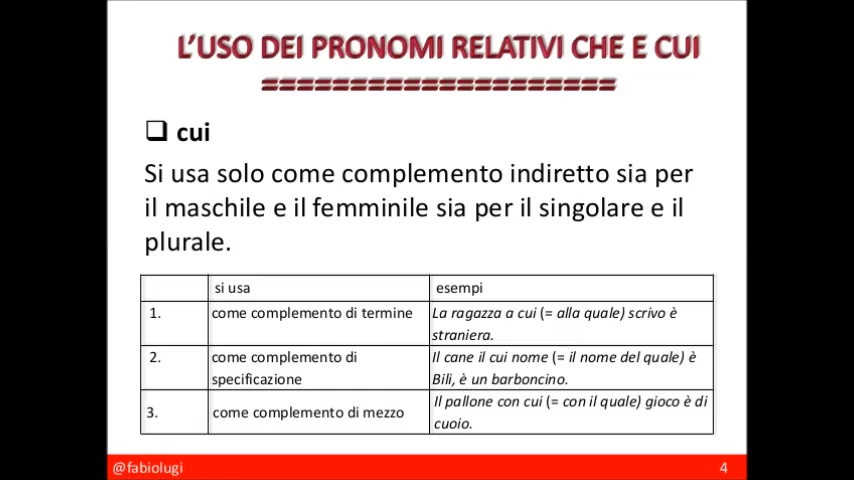 L'USO DEI PRONOMI RELATIVI CHE E CUI
====================
cui
Si usa solo come complemento indiretto sia per
il maschile e il femminile sia per il singolare e il
plurale.
si usa esempi
1. come complemento di termine La ragazza a cui (= alla quale) scrivo è
straniera.
2. come complemento di Il cane il cui nome (= il nome del quale) è
specificazione Bili, è un barboncino.
3. come complemento di mezzo Il pallone con cui (= con il quale) gioco è di
cuoio.
@fabiolugi 4